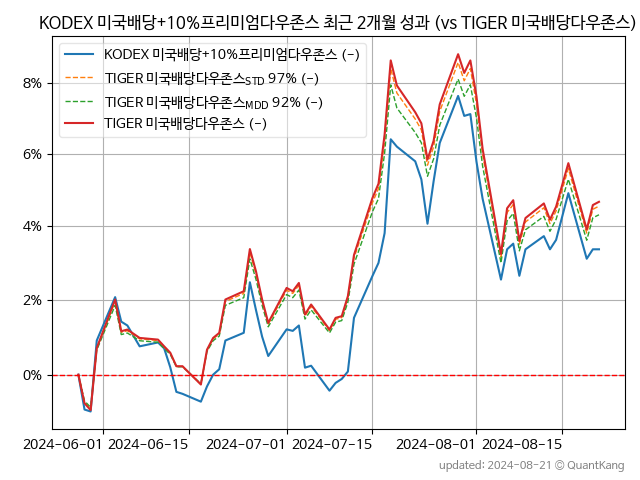 KODEX 미국배당+10%프리미엄다우존스 최근 2개월 성과 (vs TIGER 미국배당다우존스)
KODEX 미국배당+10%프리미엄다우존스 (-)
TIGER 미국배당다우존스STD 97% (-)
TIGER 미국배당다우존스MDD 92% (-)
TIGER 미국배당다우존스 (-)
8%
6%
4%
2%
0%
2024-06-01 2024-06-15 2024-07-01 2024-07-15 2024-08-01 2024-08-15
updated: 2024-08-21 © QuantKang